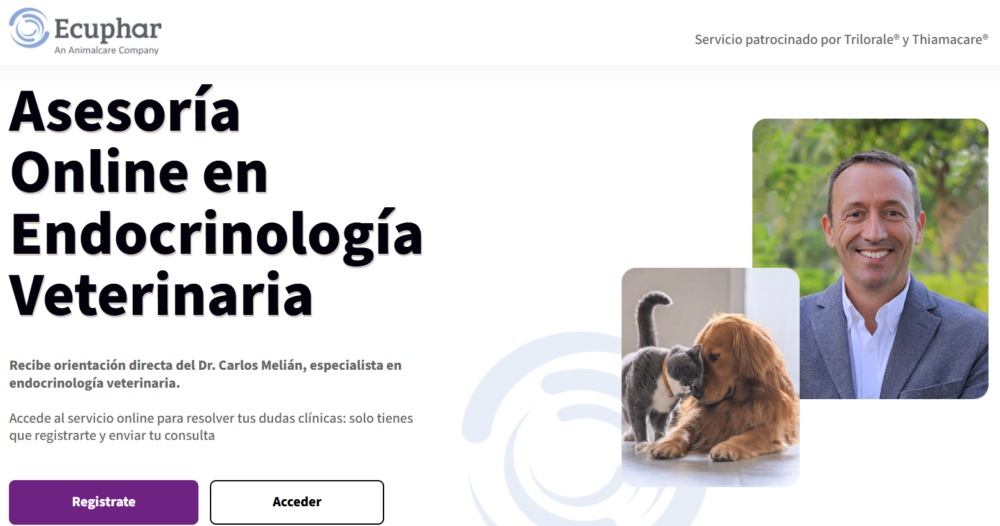 Ecuphar
An Animalcare Company
Servicio patrocinado por Trilorale® y Thiamacare®
Asesoría
Online en
Endocrinología
Veterinaria
Recibe orientación directa del Dr. Carlos Melián, especialista en
endocrinología veterinaria.
Accede al servicio online para resolver tus dudas clínicas: solo tienes
que registrarte y enviar tu consulta
Registrate
Acceder